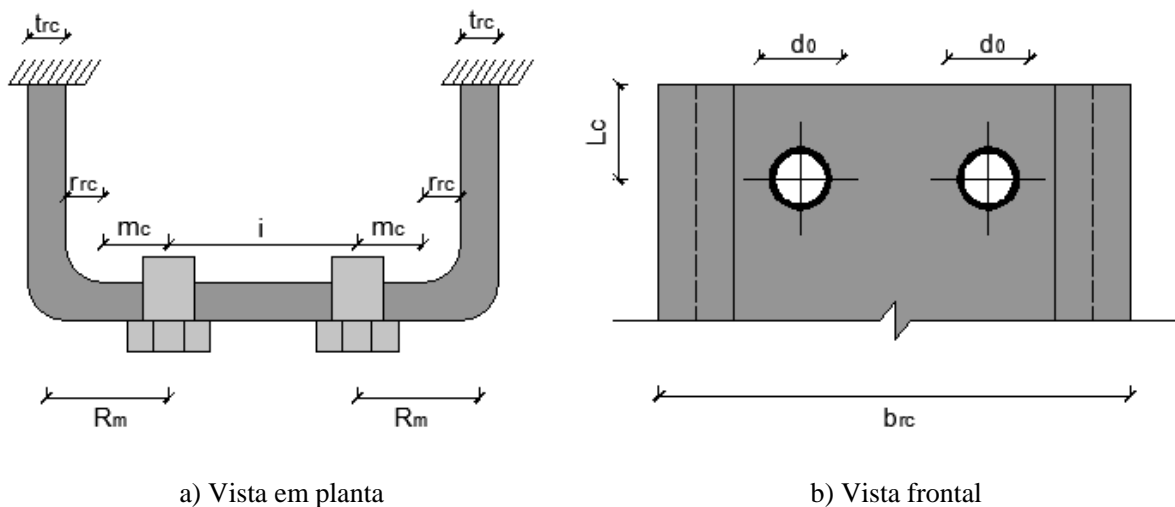 trc
trc
rrc
rrc
mc
i
mc
Rm
Rm
a) Vista em planta
d0
d0
Lc
brc
b) Vista frontal